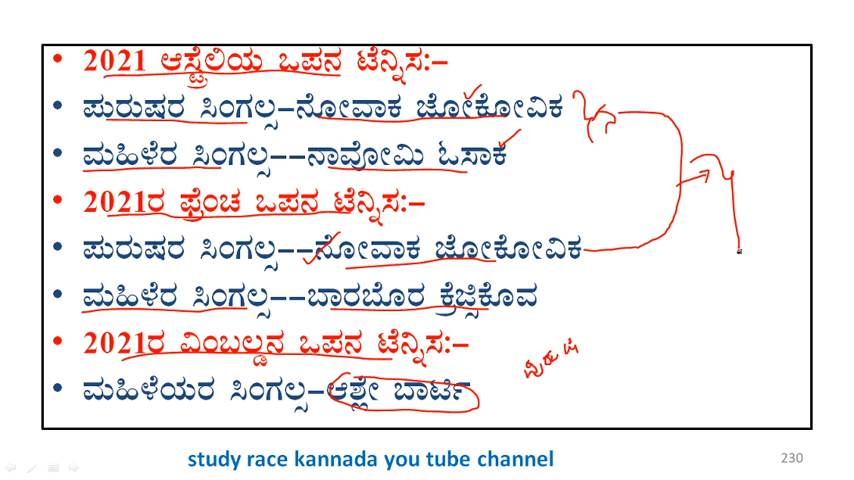 • 2021 ಆಸ್ಟ್ರೆಲಿಯ ಒಪನ ಟೆನ್ನಿಸ:–
• ಪುರುಷರ ಸಿಂಗಲ್ಸ–ನೋವಾಕ ಜೋಕೋವಿಕ
• ಮಹಿಳೆರ ಸಿಂಗಲ್ಸ––ನಾವೋಮಿ ಓಸಾಕ
• 2021ರ ಫ್ರೆಂಚ ಒಪನ ಟೆನ್ನಿಸ:–
• ಪುರುಷರ ಸಿಂಗಲ್ಸ––ನೋವಾಕ ಜೋಕೋವಿಕ
• ಮಹಿಳೆರ ಸಿಂಗಲ್ಸ––ಬಾರಬೊರ ಕ್ರೆಜ್ಸಿಕೊವ
• 2021ರ ವಿಂಬಲ್ಡನ ಒಪನ ಟೆನ್ನಿಸ:–
• ಮಹಿಳೆಯರ ಸಿಂಗಲ್ಸ–ಆಶ್ಲೇ ಬಾರ್ಟಿ
study race kannada you tube channel
230